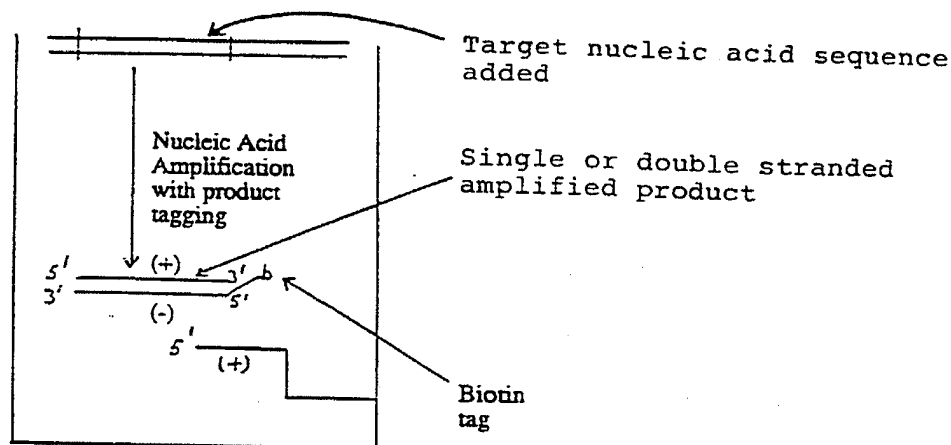 Target nucleic acid sequence
added
Nucleic Acid
Amplification
with product
tagging
Single or double stranded
amplified product
5' (+) 3' b
3' (-) 5'
5' (+)
Biotin
tag